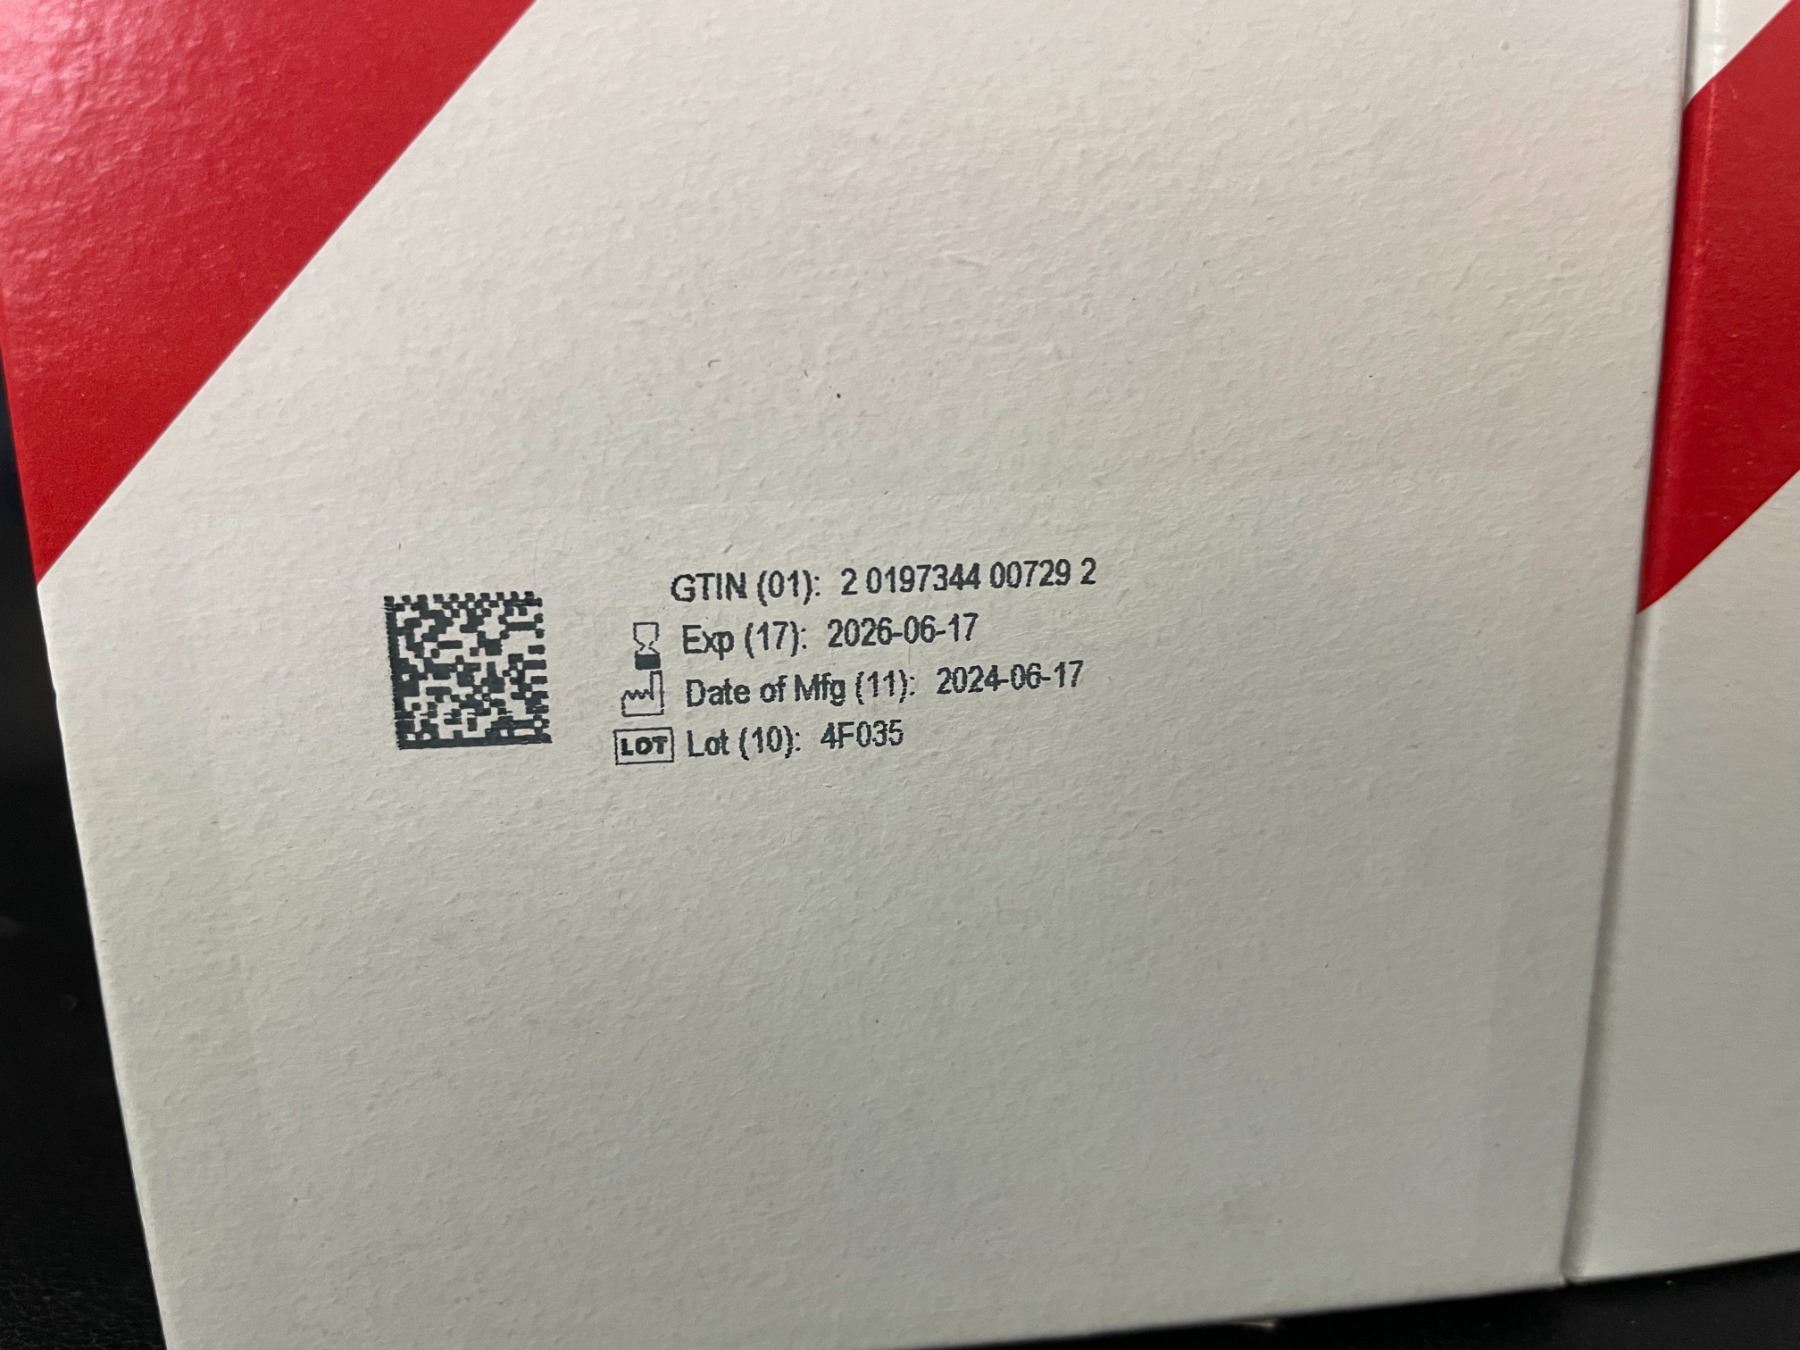 GTIN (01): 2 0197344 00729 2
Exp (17): 2026-06-17
Date of Mfg (11): 2024-06-17
LOT Lot (10): 4F035